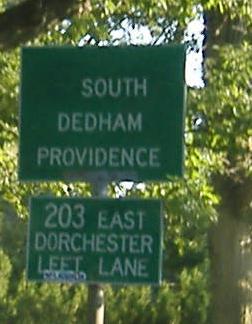 SOUTH
DEDHAM
PROVIDENCE
203 EAST
DORCHESTER
LEFT LANE